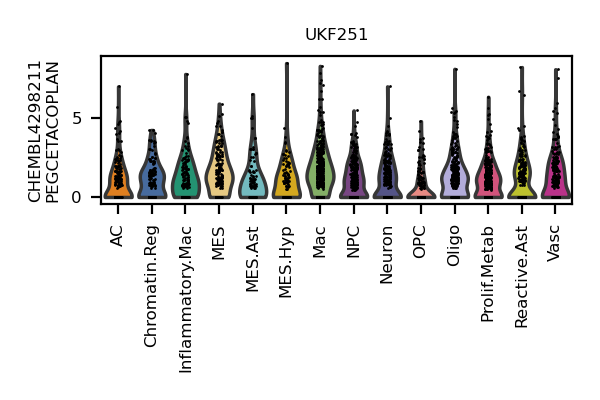 UKF251
CHEMBL4298211
PEGCETACOPLAN
5
0
AC
Chromatin.Reg
Inflammatory.Mac
MES
MES.Ast
MES.Hyp
Mac
NPC
Neuron
OPC
Oligo
Prolif.Metab
Reactive.Ast
Vasc